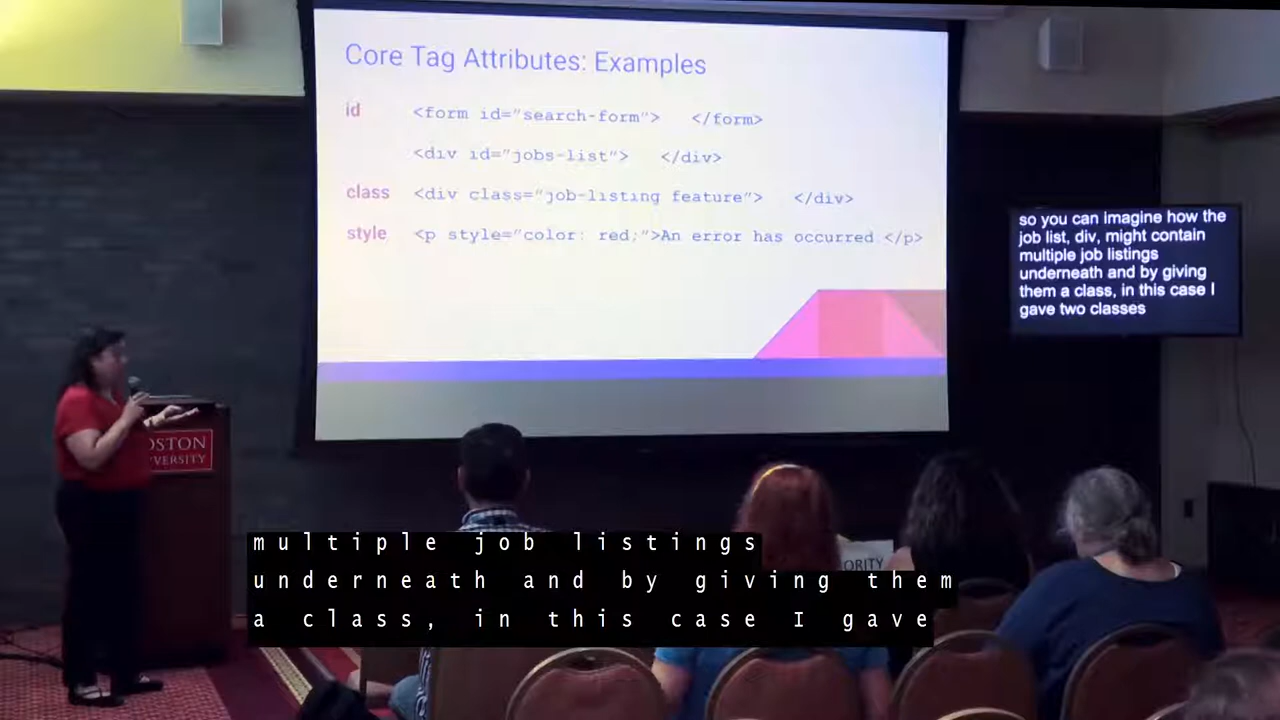 Core Tag Attributes: Examples
id <form id="search-form"> </form>
<div id="jobs-list"> </div>
class <div class="job-listing feature"> </div>
style <p style="color: red;">An error has occurred </p>
so you can imagine how the
job list, div, might contain
multiple job listings
underneath and by giving
them a class, in this case I
gave two classes
OSTON
VERSITY
ORITY
multiple job listings
underneath and by giving them
a class, in this case I gave